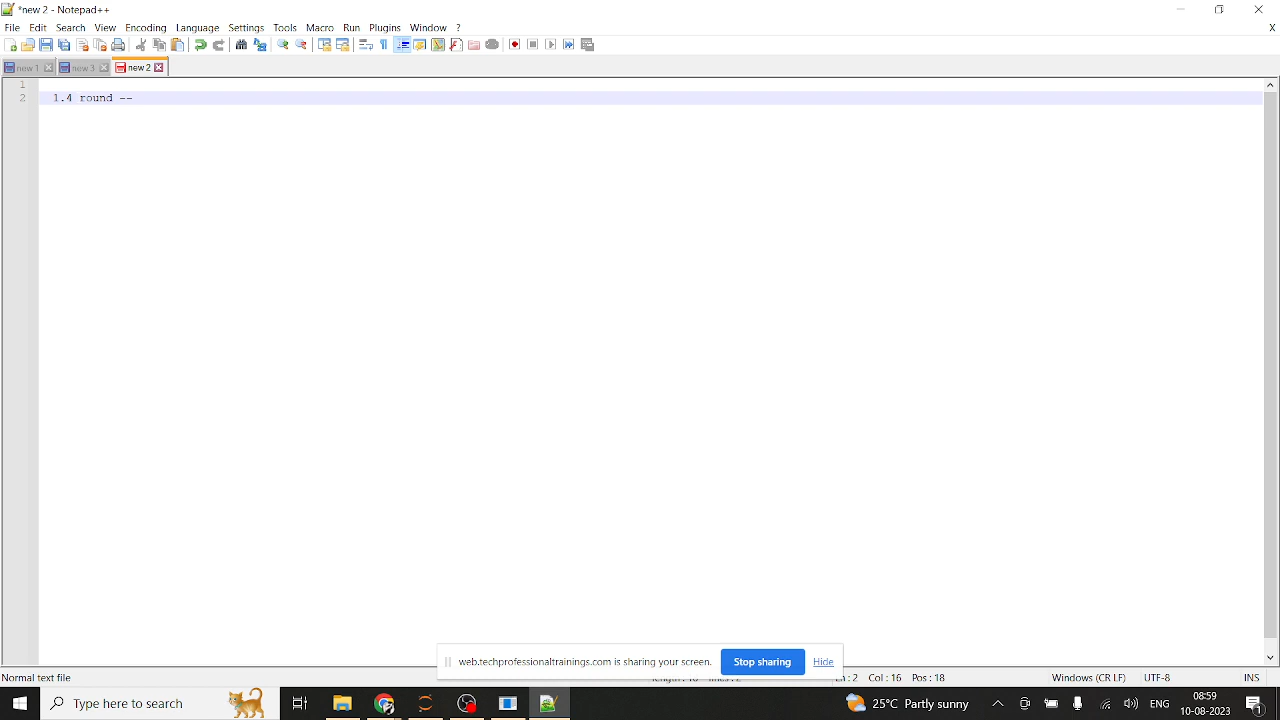 *new 2 - Notepad++
File Edit Search View Encoding Language Settings Tools Macro Run Plugins Window ?
X
new 1 new 3 new 2
1
2 1.4 round --
web.techprofessionaltrainings.com is sharing your screen. Stop sharing Hide
Normal text file Ln:2 Col:16 Pos:18 Windows UTF-8 INS
Type here to search 25°C Partly sunny ENG 08:59
10-08-2023